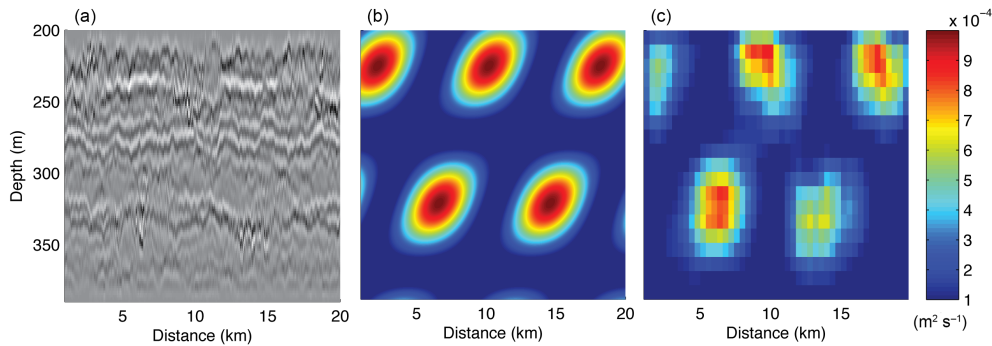 (a)
(b)
(c)
x 10⁻⁴
200
250
300
350
Depth (m)
5 10 15 20
Distance (km)
5 10 15 20
Distance (km)
5 10 15
Distance (km)
9
8
7
6
5
4
3
2
1
(m² s⁻¹)